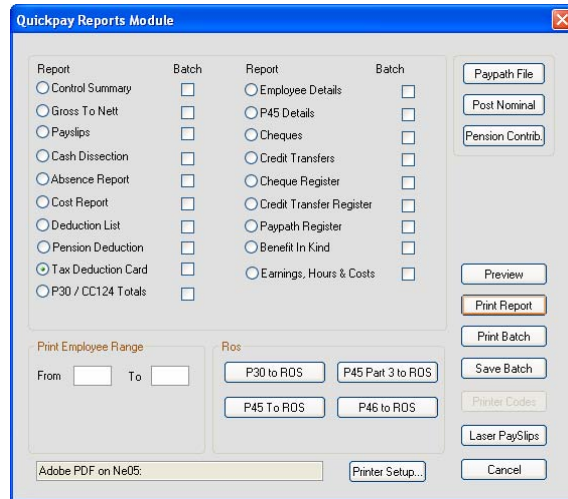 Quickpay Reports Module
Report Batch Report Batch
Control Summary Employee Details
Gross To Nett P45 Details
Payslips Cheques
Cash Dissection Credit Transfers
Absence Report Cheque Register
Cost Report Credit Transfer Register
Deduction List Paypath Register
Pension Deduction Benefit In Kind
Tax Deduction Card Earnings, Hours & Costs
P30 / CC124 Totals
Paypath File
Post Nominal
Pension Contrib.
Preview
Print Report
Print Batch
Save Batch
Printer Codes
Laser PaySlips
Cancel
Print Employee Range
From To
Ros
P30 to ROS P45 Part 3 to ROS
P45 To ROS P46 to ROS
Adobe PDF on Ne05:
Printer Setup...